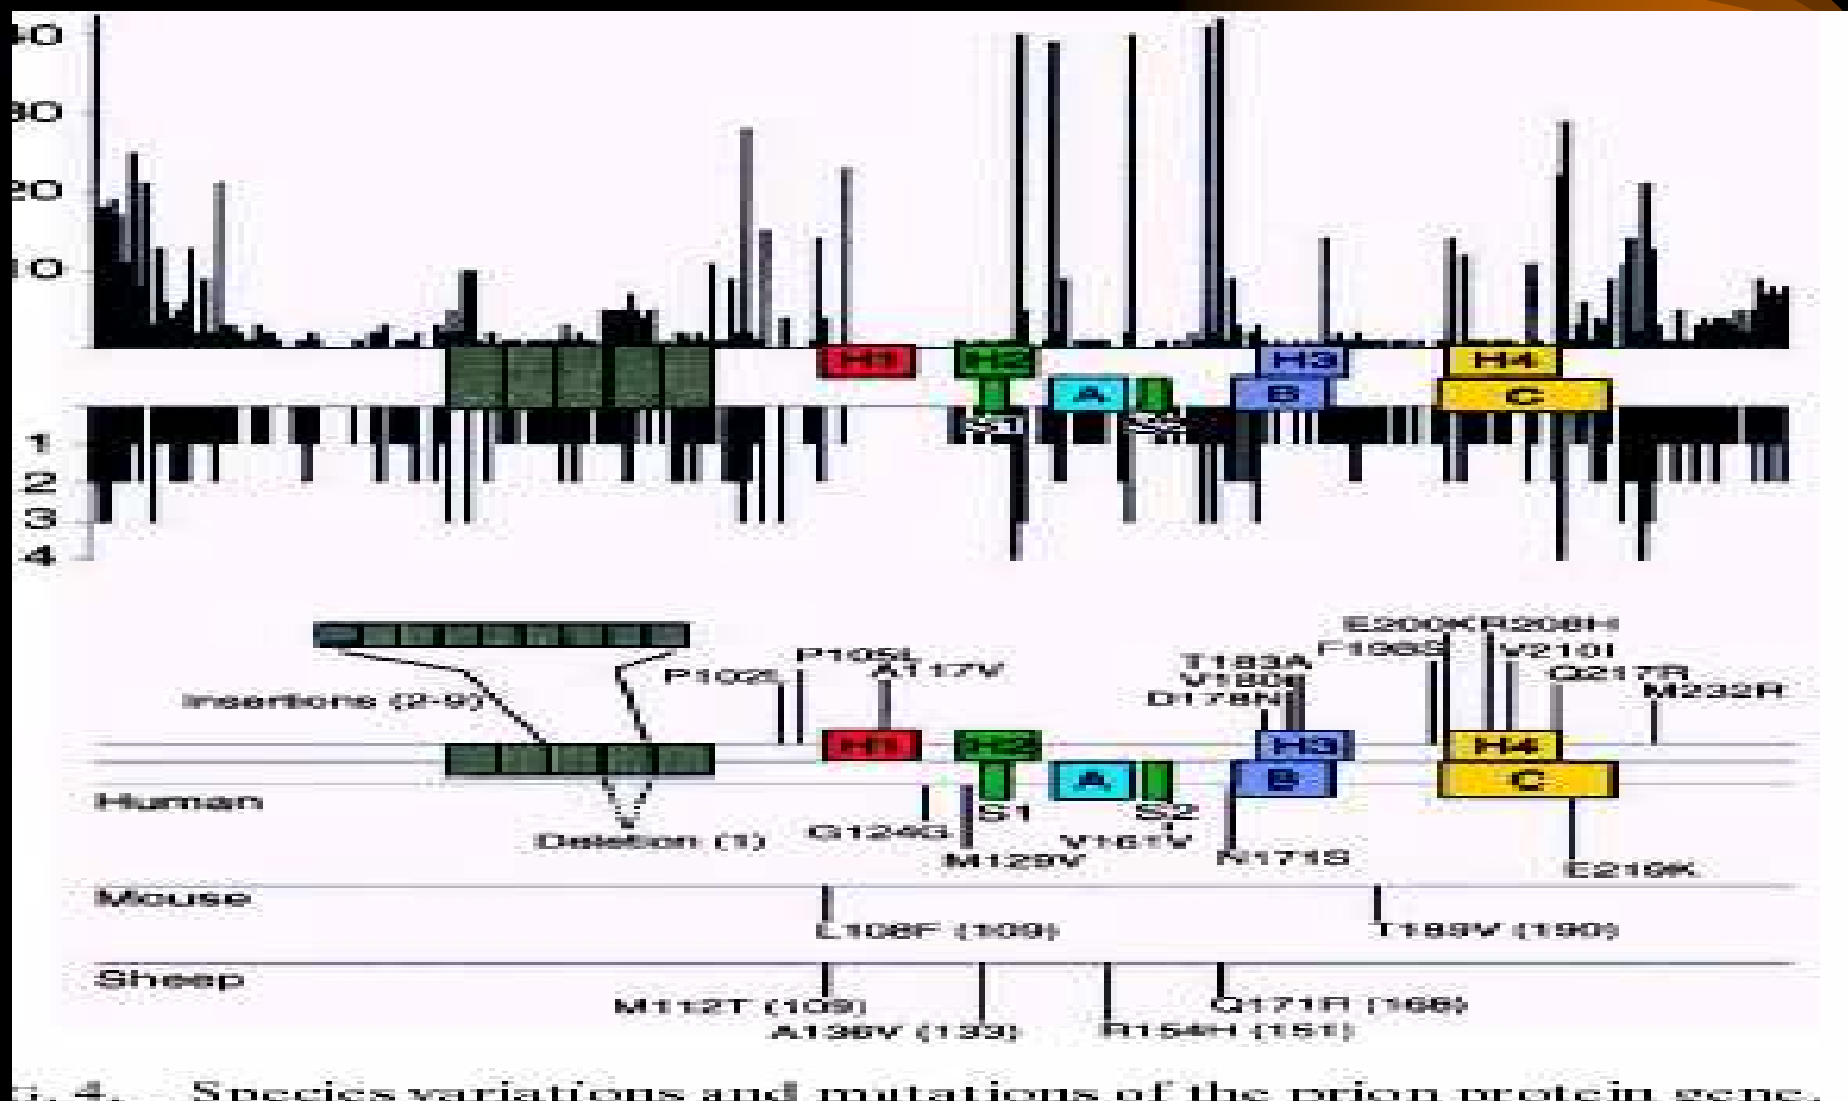 40
30
20
10
H1 H2 H3 H4
A B C
S1 S2
1
2
3
4
E200K R208H
P105L T183A F198S V210I
P102L A117V V180I Q217R
Insertions (2-9) D178N M232R
H1 H2 H3 H4
A B C
Human S1 S2
Deletion (1) G124G V161V
M129V N171S E219K
Mouse
L108F (109) T189V (190)
Sheep
M112T (109) Q171R (168)
A136V (133) R154H (151)
4. Species variations and mutations of the prion protein gene.